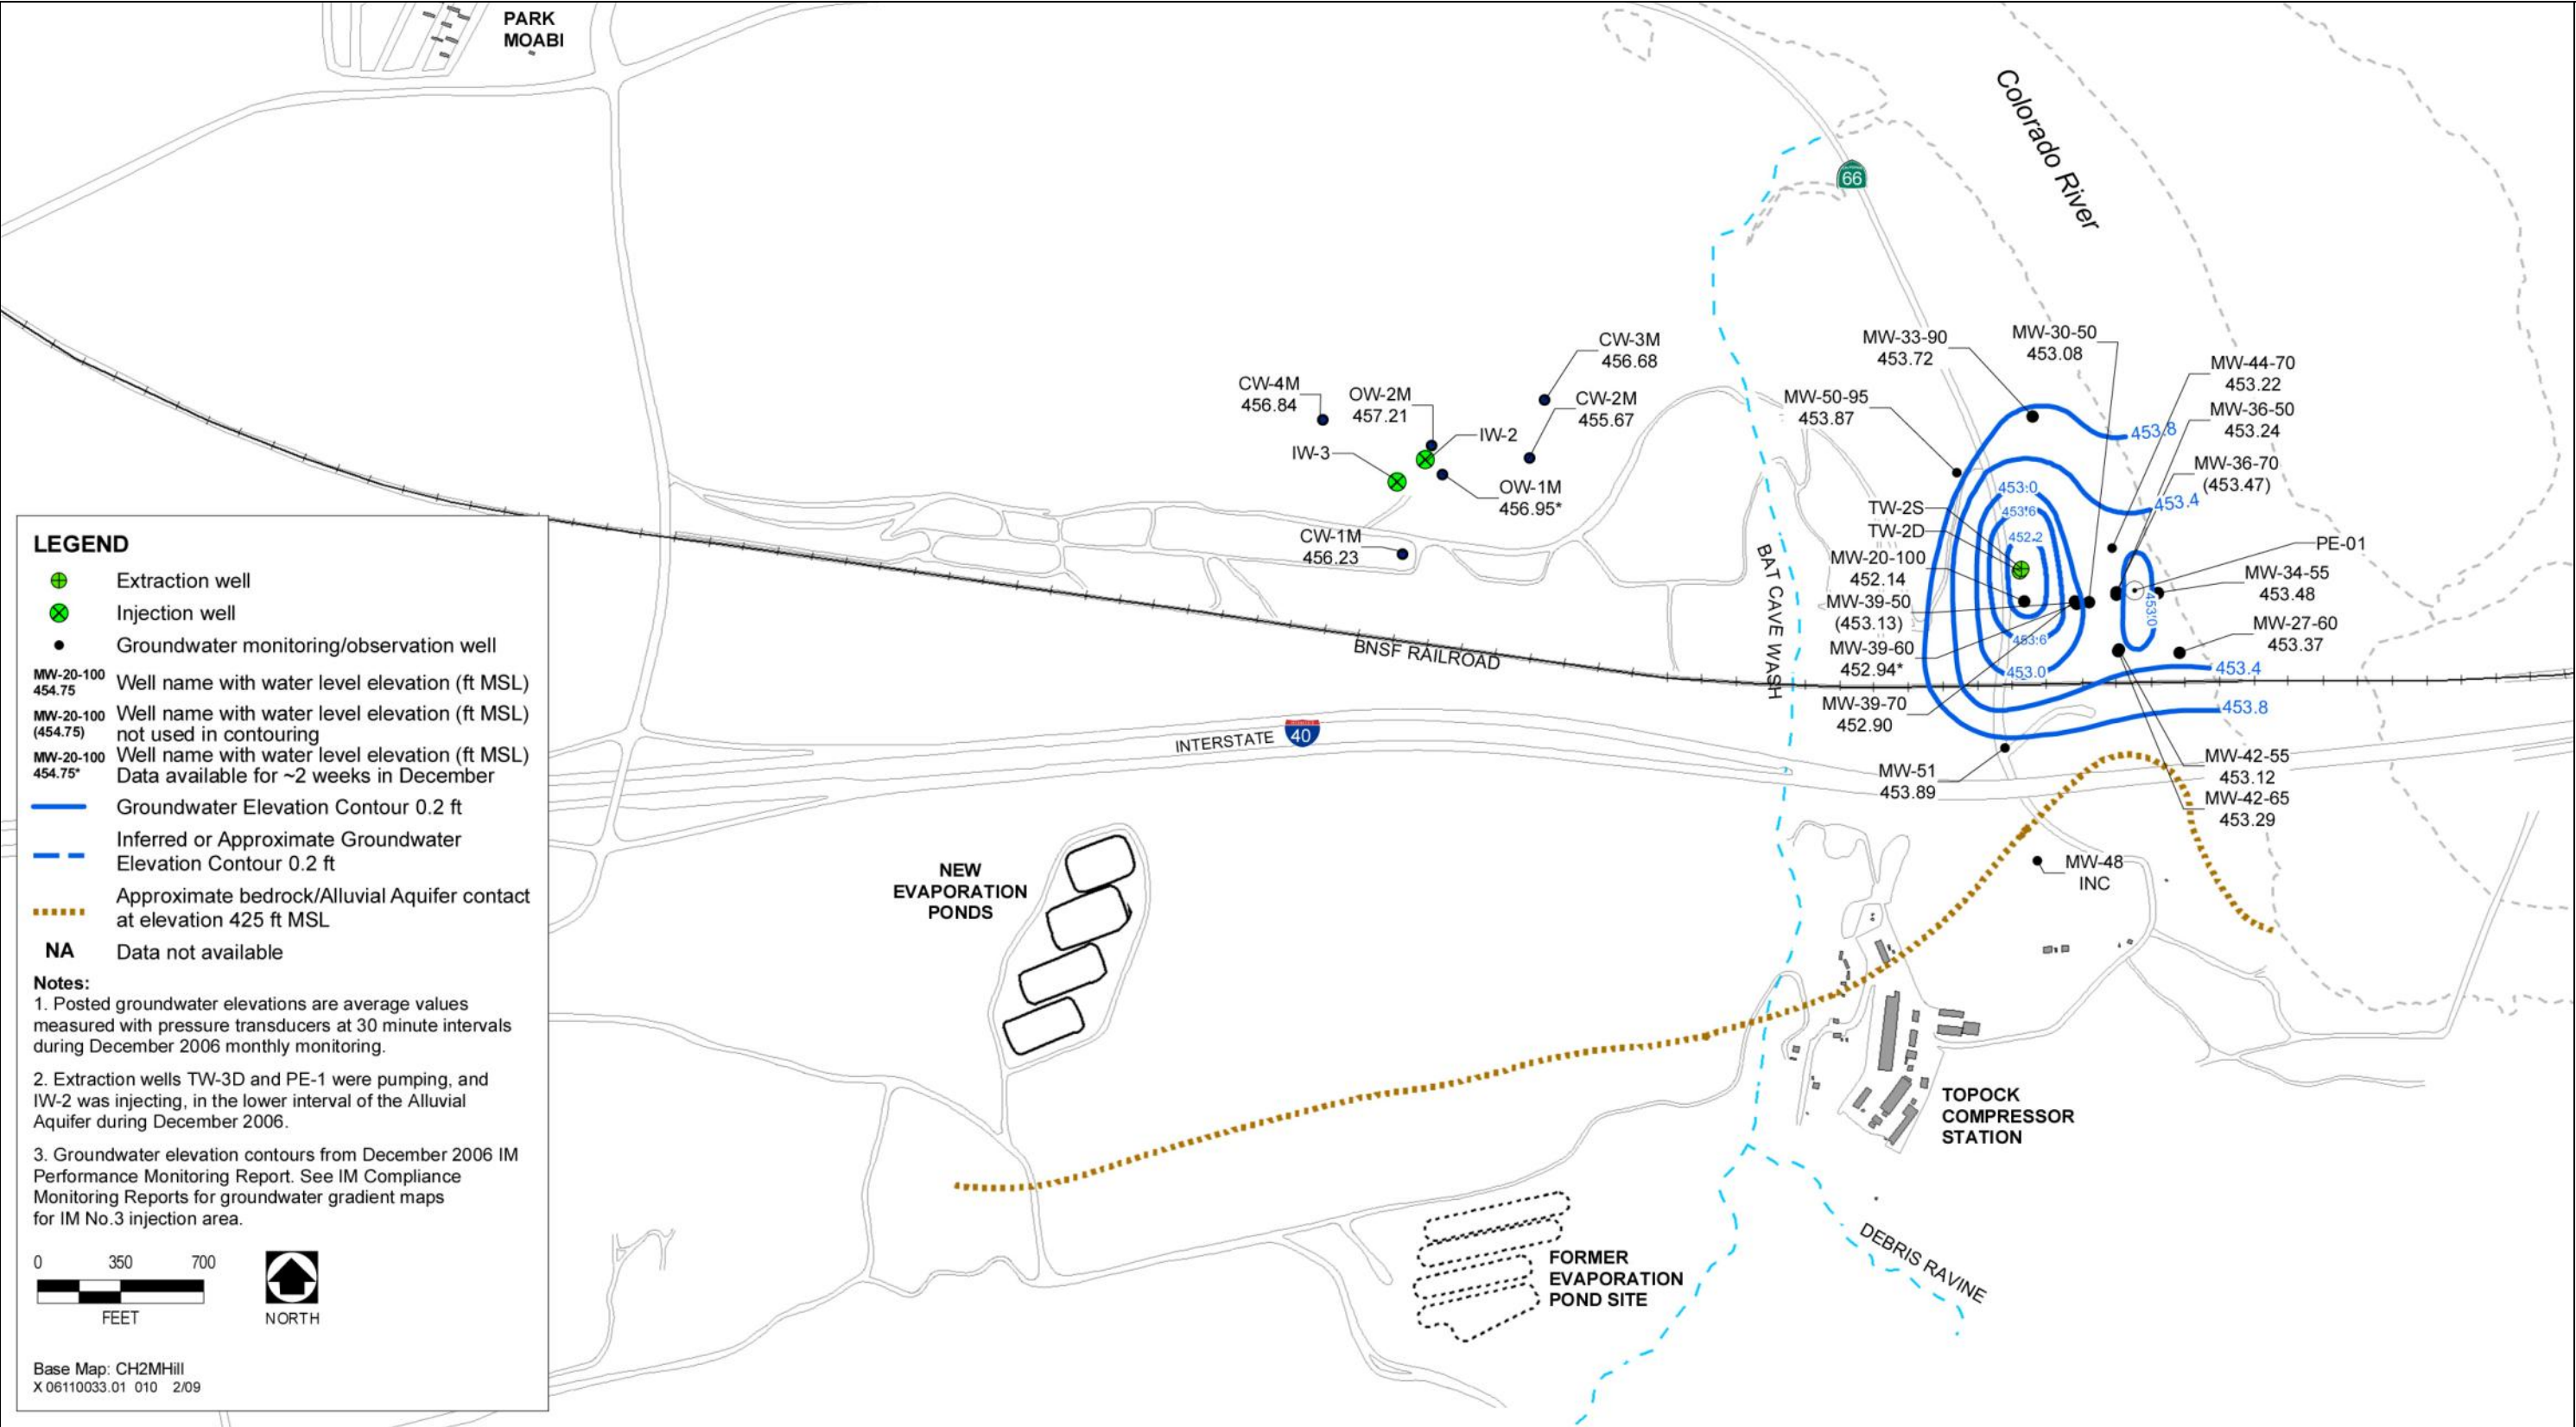 PARK
MOABI
Colorado River
66
CW-3M
456.68
CW-4M
456.84
OW-2M
457.21
CW-2M
455.67
IW-2
IW-3
OW-1M
456.95*
CW-1M
456.23
MW-33-90
453.72
MW-30-50
453.08
MW-44-70
453.22
MW-50-95
453.87
MW-36-50
453.24
453.8
MW-36-70
(453.47)
453.0
453.4
TW-2S
453.6
TW-2D
452.2
PE-01
MW-20-100
452.14
MW-34-55
453.48
MW-39-50
(453.13)
453.0
MW-27-60
453.37
453.6
MW-39-60
452.94*
453.0
453.4
MW-39-70
452.90
453.8
MW-42-55
453.12
MW-51
453.89
MW-42-65
453.29
MW-48
INC
BAT CAVE WASH
BNSF RAILROAD
INTERSTATE
40
NEW
EVAPORATION
PONDS
TOPOCK
COMPRESSOR
STATION
DEBRIS RAVINE
FORMER
EVAPORATION
POND SITE
LEGEND
Extraction well
Injection well
Groundwater monitoring/observation well
MW-20-100
454.75
Well name with water level elevation (ft MSL)
MW-20-100
(454.75)
Well name with water level elevation (ft MSL)
not used in contouring
MW-20-100
454.75*
Well name with water level elevation (ft MSL)
Data available for ~2 weeks in December
Groundwater Elevation Contour 0.2 ft
Inferred or Approximate Groundwater
Elevation Contour 0.2 ft
Approximate bedrock/Alluvial Aquifer contact
at elevation 425 ft MSL
NA Data not available
Notes:
1. Posted groundwater elevations are average values
measured with pressure transducers at 30 minute intervals
during December 2006 monthly monitoring.
2. Extraction wells TW-3D and PE-1 were pumping, and
IW-2 was injecting, in the lower interval of the Alluvial
Aquifer during December 2006.
3. Groundwater elevation contours from December 2006 IM
Performance Monitoring Report. See IM Compliance
Monitoring Reports for groundwater gradient maps
for IM No.3 injection area.
0 350 700
FEET
NORTH
Base Map: CH2MHill
X 06110033.01 010 2/09